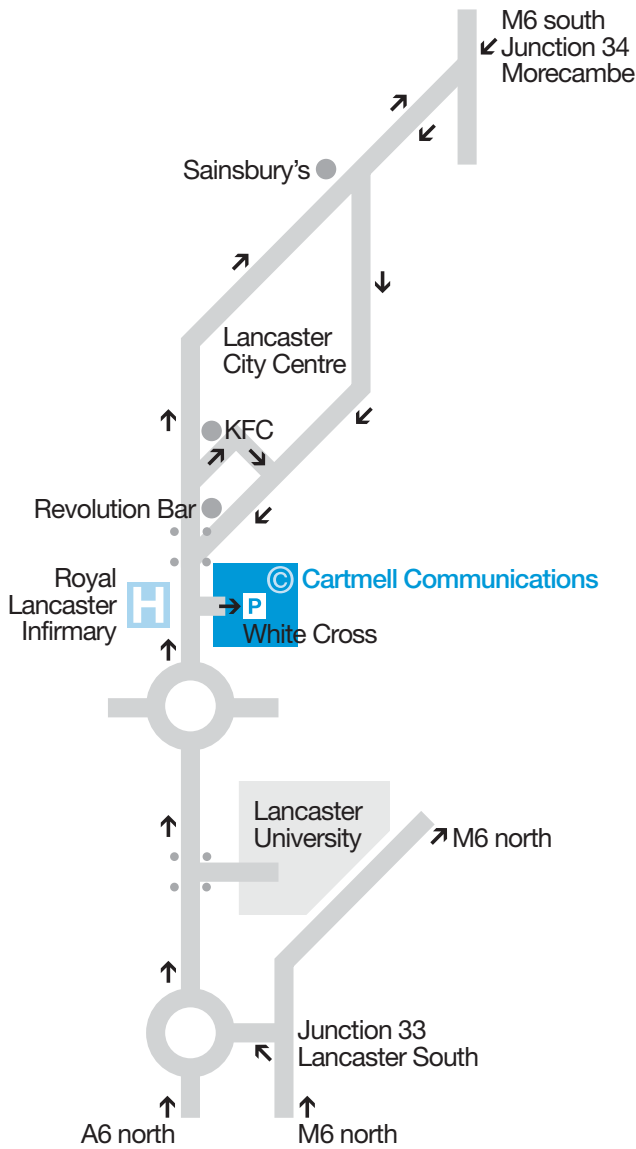 M6 south
Junction 34
Morecambe
Sainsbury's
Lancaster
City Centre
KFC
Revolution Bar
Royal
Lancaster
Infirmary
H
© Cartmell Communications
P
White Cross
Lancaster
University
M6 north
Junction 33
Lancaster South
A6 north
M6 north